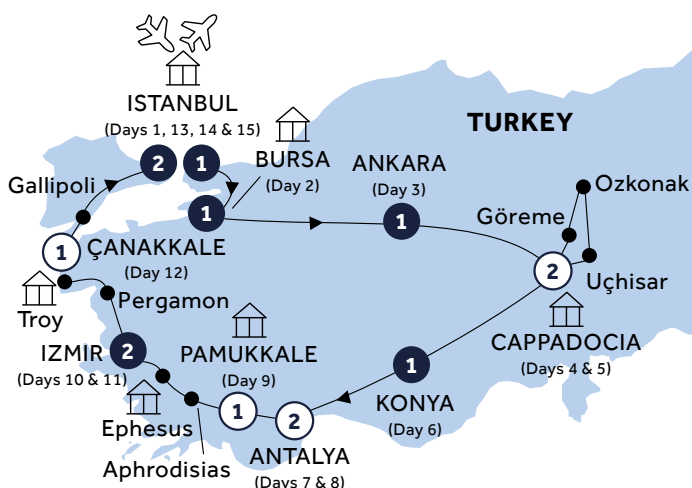 ISTANBUL
(Days 1, 13, 14 & 15)
TURKEY
2
1
BURSA
(Day 2)
ANKARA
(Day 3)
Gallipoli
1
1
Ozkonak
Göreme
1
ÇANAKKALE
(Day 12)
2
Uçhisar
Troy
Pergamon
CAPPADOCIA
(Days 4 & 5)
IZMIR
(Days 10 & 11)
2
PAMUKKALE
(Day 9)
1
KONYA
(Day 6)
1
2
Ephesus
Aphrodisias
ANTALYA
(Days 7 & 8)